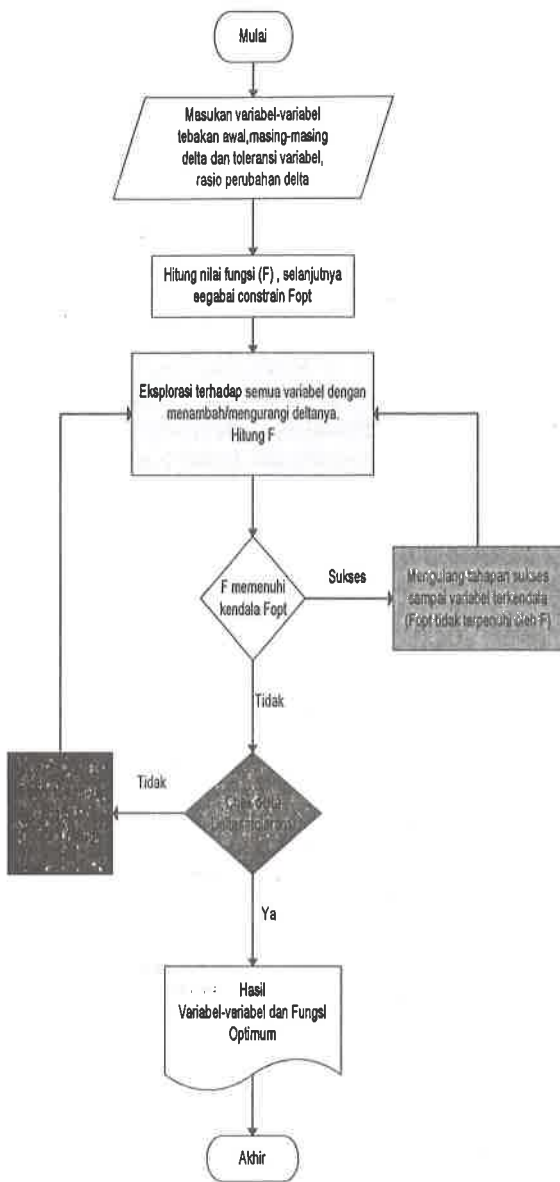 Mulai
Masukan variabel-variabel
tebakan awal,masing-masing
delta dan toleransi variabel,
rasio perubahan delta
Hitung nilai fungsi (F) , selanjutnya
segabai constrain Fopt
Eksplorasi terhadap semua variabel dengan
menambah/mengurangi deltanya.
Hitung F
F memenuhi
kendala Fopt
Sukses
Mengulang tahapan sukses
sampai variabel terkendala
(Fopt tidak terpenuhi oleh F)
Tidak
Tidak
Ya
Hasil
Variabel-variabel dan Fungsi
Optimum
Akhir